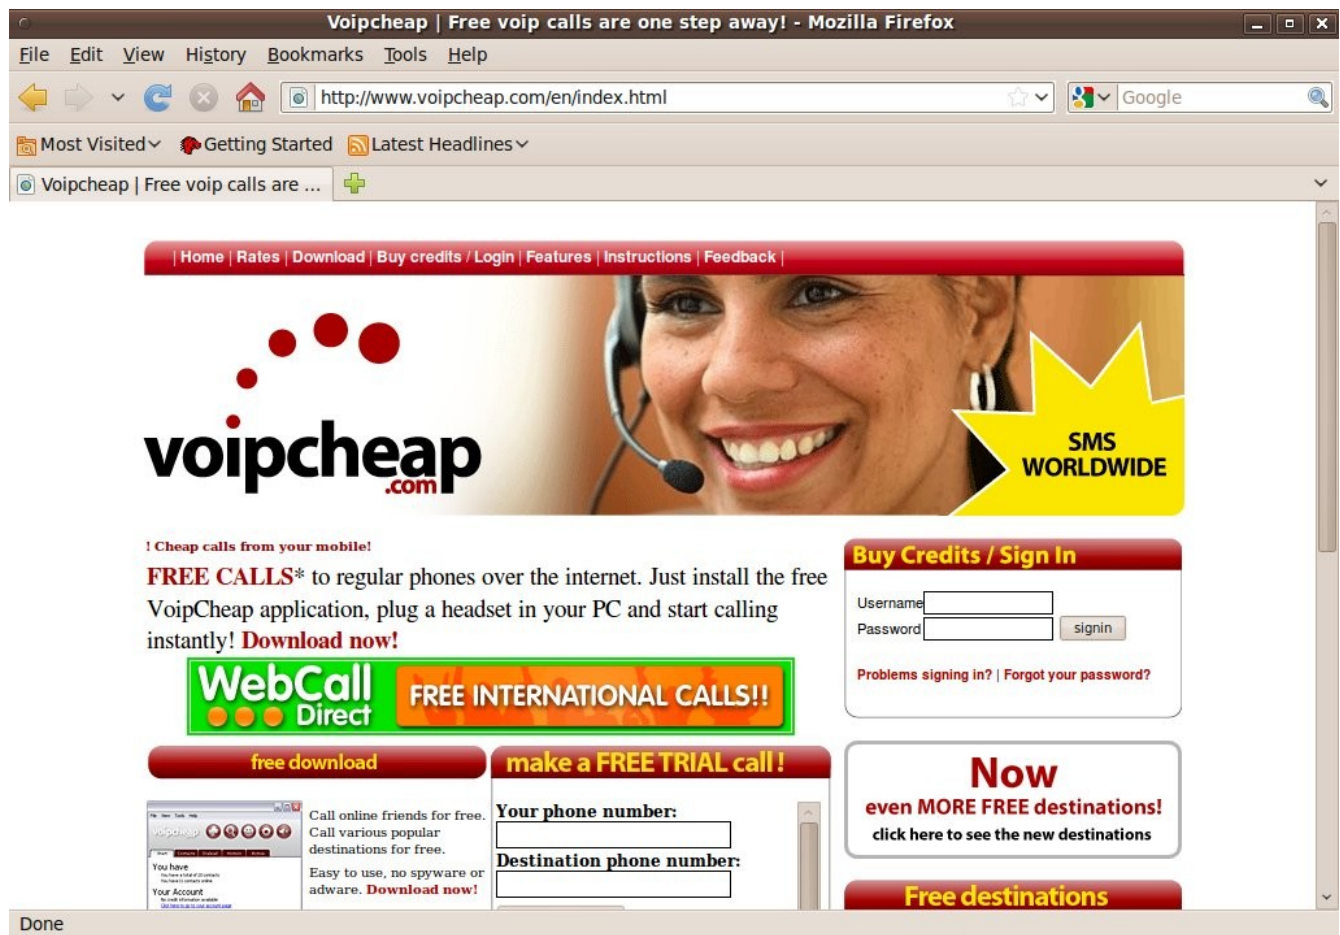 Voipcheap | Free voip calls are one step away! - Mozilla Firefox
File Edit View History Bookmarks Tools Help
http://www.voipcheap.com/en/index.html
Google
Most Visited Getting Started Latest Headlines
Voipcheap | Free voip calls are ...
| Home | Rates | Download | Buy credits / Login | Features | Instructions | Feedback |
voipcheap
.com
SMS
WORLDWIDE
! Cheap calls from your mobile!
FREE CALLS* to regular phones over the internet. Just install the free
VoipCheap application, plug a headset in your PC and start calling
instantly! Download now!
WebCall
Direct
FREE INTERNATIONAL CALLS!!
Buy Credits / Sign In
Username
Password
signin
Problems signing in? | Forgot your password?
free download
Call online friends for free.
Call various popular
destinations for free.
Easy to use, no spyware or
adware. Download now!
You have
Your Account
make a FREE TRIAL call !
Your phone number:
Destination phone number:
Now
even MORE FREE destinations!
click here to see the new destinations
Free destinations
Done